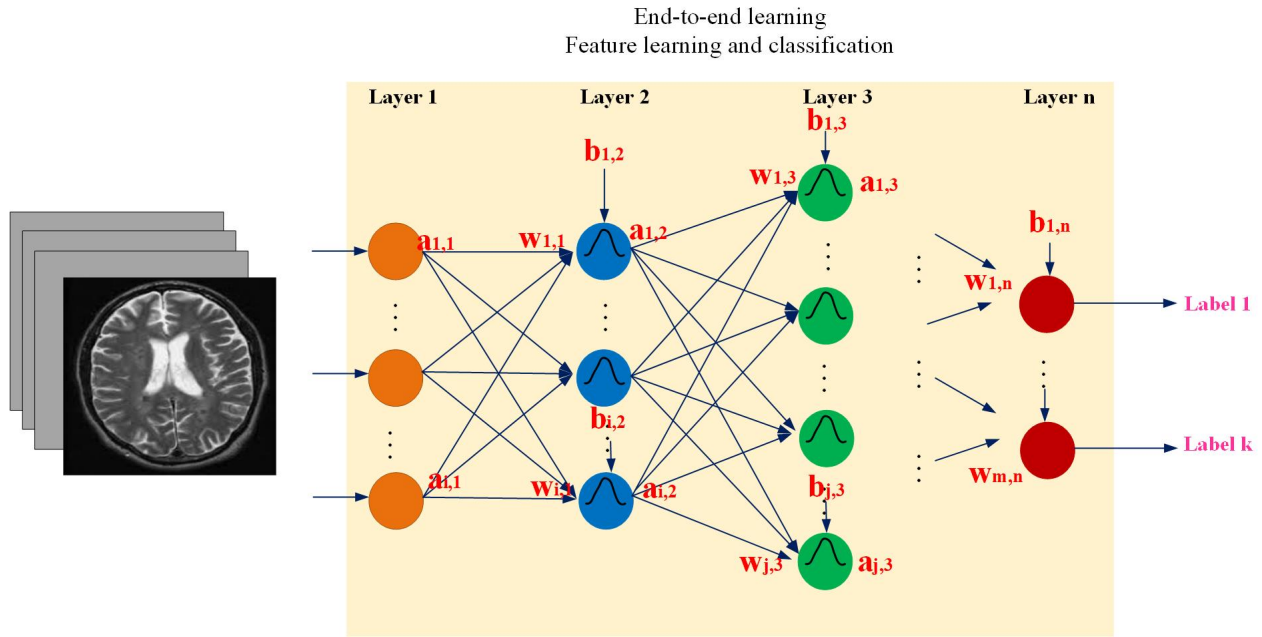 End-to-end learning
Feature learning and classification
Layer 1 Layer 2 Layer 3 Layer n
b1,3
b1,2
w1,3 a1,3
a1,1 w1,1 a1,2
b1,n
w1,n
Label 1
bi,2
Label k
ai,1 wi,1 ai,2 bj,3 wm,n
wj,3 aj,3